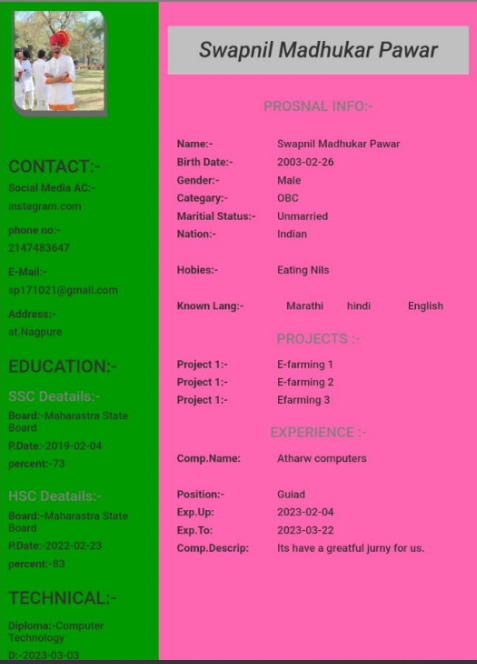 Swapnil Madhukar Pawar
CONTACT:-
Social Media AC:-
instagram.com
phone no:-
2147483647
E-Mail:-
sp171021@gmail.com
Address:-
at.Nagpure
EDUCATION:-
SSC Deatails:-
Board:-Maharastra State
Board
P.Date:-2019-02-04
percent:-73
HSC Deatails:-
Board:-Maharastra State
Board
P.Date:-2022-02-23
percent:-83
TECHNICAL:-
Diploma:-Computer
Technology
D:-2023-03-03
PROSNAL INFO:-
Name:- Swapnil Madhukar Pawar
Birth Date:- 2003-02-26
Gender:- Male
Categary:- OBC
Maritial Status:- Unmarried
Nation:- Indian
Hobies:- Eating Nils
Known Lang:- Marathi hindi English
PROJECTS :-
Project 1:- E-farming 1
Project 1:- E-farming 2
Project 1:- Efarming 3
EXPERIENCE :-
Comp.Name: Atharw computers
Position:- Guiad
Exp.Up: 2023-02-04
Exp.To: 2023-03-22
Comp.Descrip: Its have a greatful jurny for us.